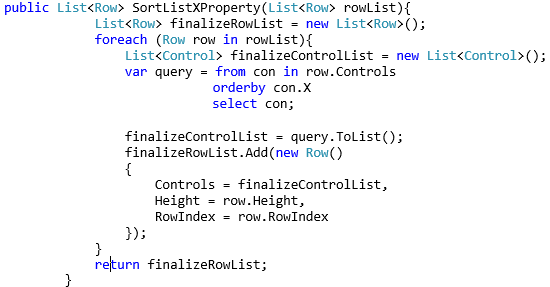 public List<Row> SortListXProperty(List<Row> rowList){
List<Row> finalizeRowList = new List<Row>();
foreach (Row row in rowList){
List<Control> finalizeControlList = new List<Control>();
var query = from con in row.Controls
orderby con.X
select con;
finalizeControlList = query.ToList();
finalizeRowList.Add(new Row()
{
Controls = finalizeControlList,
Height = row.Height,
RowIndex = row.RowIndex
});
}
return finalizeRowList;
}